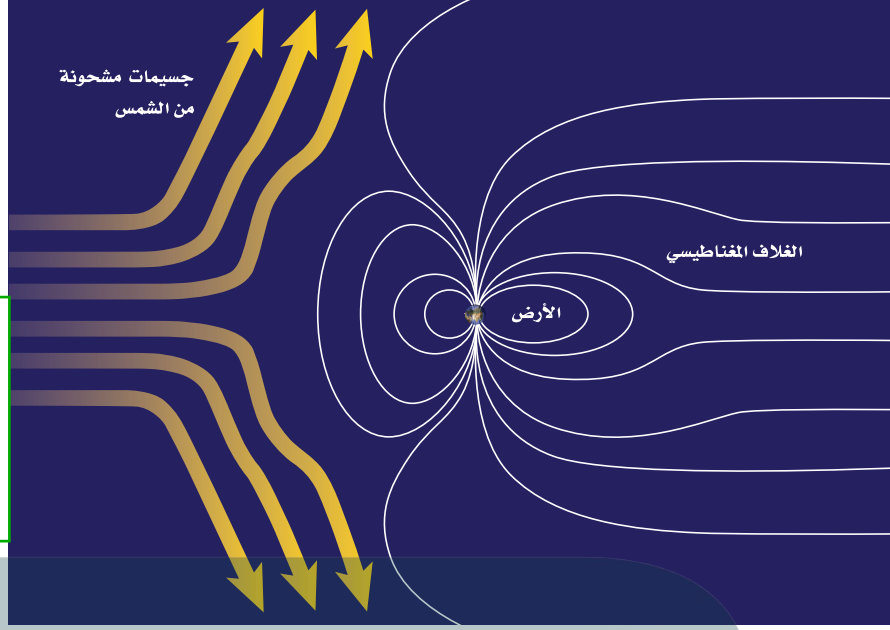 جسيمات مشحونة
من الشمس
الغلاف المغناطيسي
الأرض